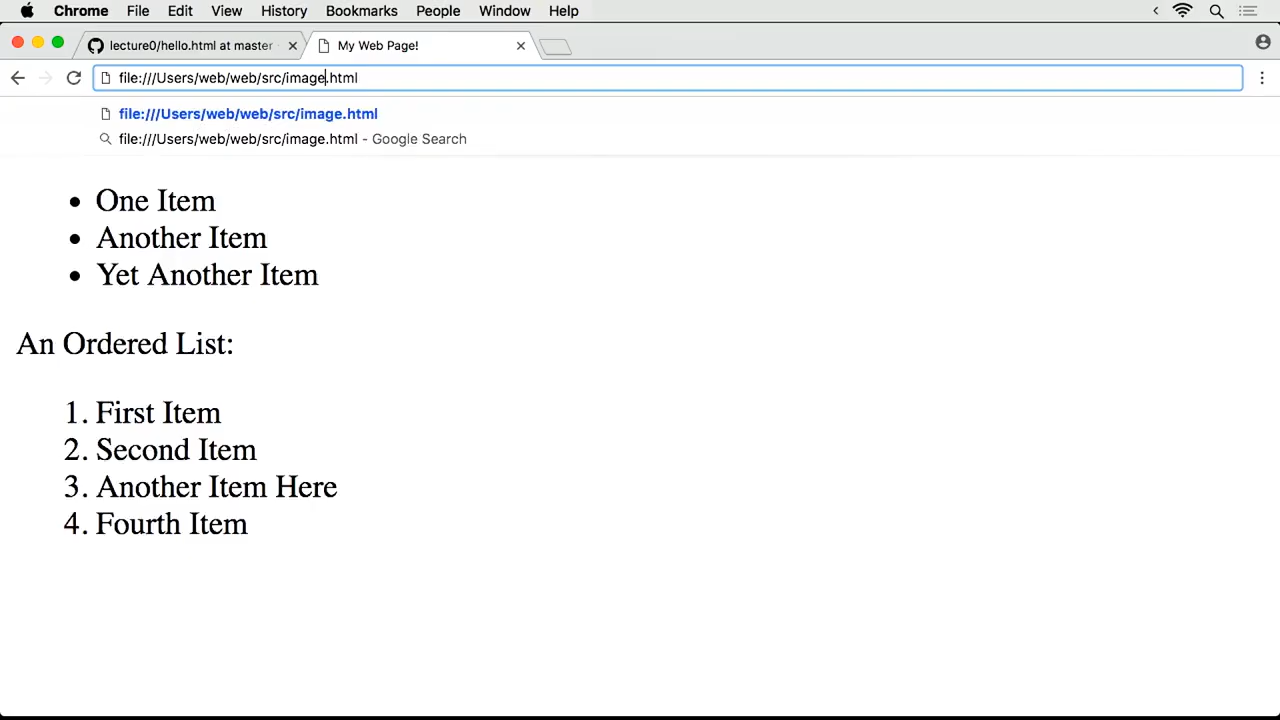 Chrome File Edit View History Bookmarks People Window Help
lecture0/hello.html at master
My Web Page!
file:///Users/web/web/src/image.html
file:///Users/web/web/src/image.html
file:///Users/web/web/src/image.html - Google Search
• One Item
• Another Item
• Yet Another Item
An Ordered List:
1. First Item
2. Second Item
3. Another Item Here
4. Fourth Item